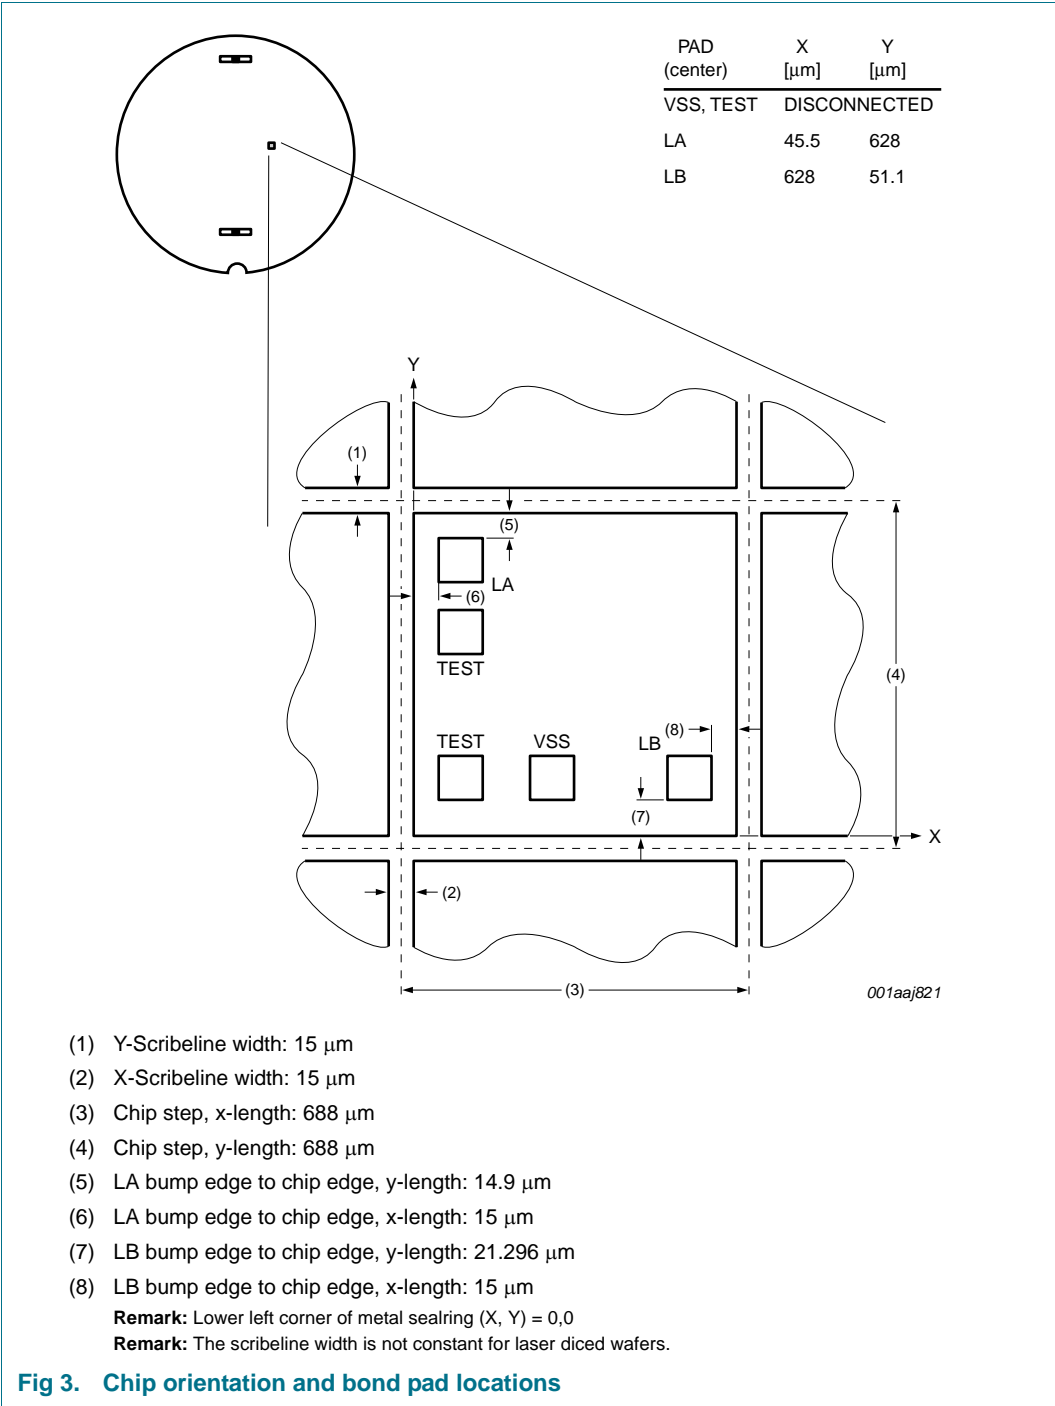 PAD X Y
(center) [μm] [μm]
VSS, TEST DISCONNECTED
LA 45.5 628
LB 628 51.1
Y
(1)
(5)
LA
(6)
TEST
(4)
TEST VSS LB (8)
(7)
X
(2)
(3)
001aaj821
(1) Y-Scribeline width: 15 μm
(2) X-Scribeline width: 15 μm
(3) Chip step, x-length: 688 μm
(4) Chip step, y-length: 688 μm
(5) LA bump edge to chip edge, y-length: 14.9 μm
(6) LA bump edge to chip edge, x-length: 15 μm
(7) LB bump edge to chip edge, y-length: 21.296 μm
(8) LB bump edge to chip edge, x-length: 15 μm
Remark: Lower left corner of metal sealring (X, Y) = 0,0
Remark: The scribeline width is not constant for laser diced wafers.
Fig 3. Chip orientation and bond pad locations